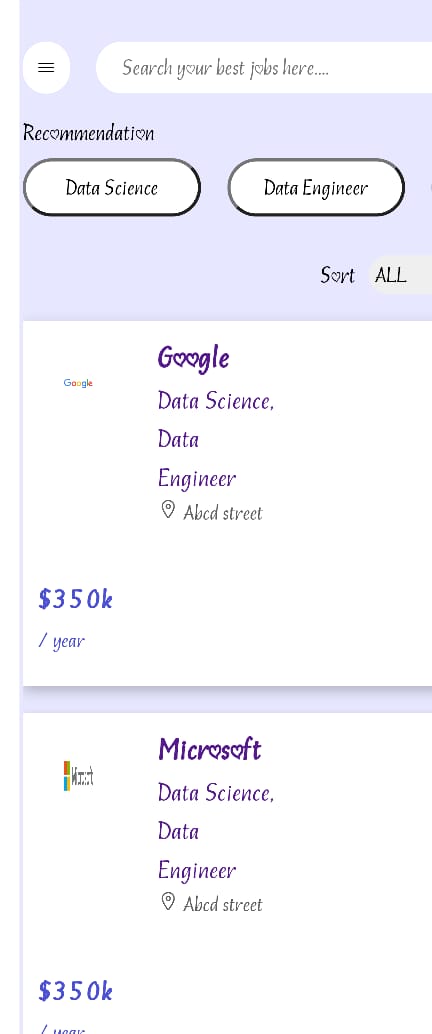 Search your best jobs here....
Recommendation
Data Science
Data Engineer
Sort
ALL
Google
Google
Data Science,
Data
Engineer
Abcd street
$350k
/ year
Microsoft
Microsoft
Data Science,
Data
Engineer
Abcd street
$350k
/ year